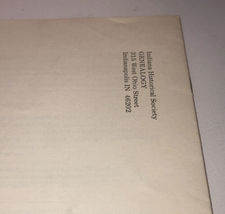 Indiana Historical Society
GENEALOGY
315 West Ohio Street
Indianapolis IN 46202